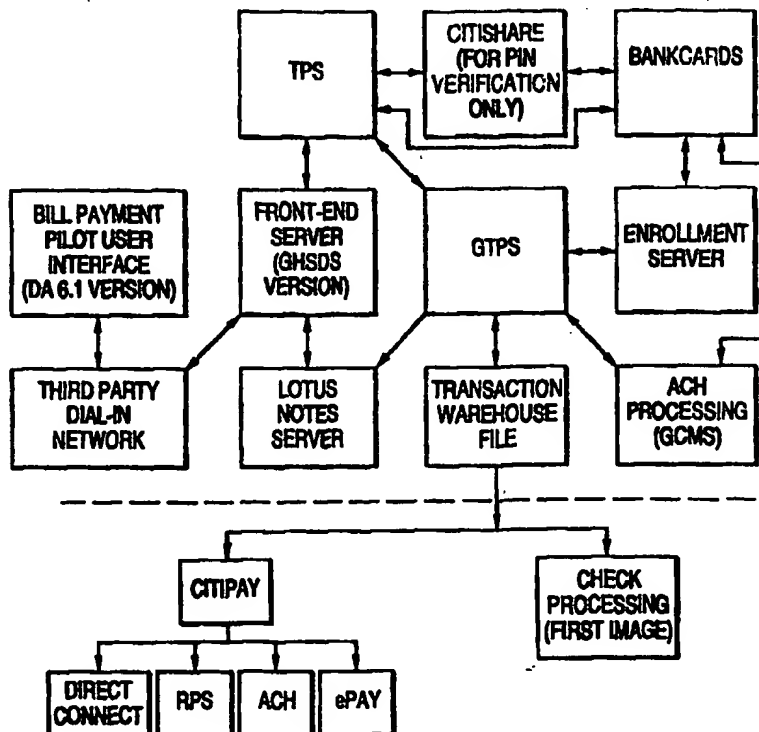 TPS
CITISHARE
(FOR PIN
VERIFICATION
ONLY)
BANKCARDS
BILL PAYMENT
PILOT USER
INTERFACE
(DA 6.1 VERSION)
FRONT-END
SERVER
(GHSDS
VERSION)
GTPS
ENROLLMENT
SERVER
THIRD PARTY
DIAL-IN
NETWORK
LOTUS
NOTES
SERVER
TRANSACTION
WAREHOUSE
FILE
ACH
PROCESSING
(GCMS)
CITIPAY
CHECK
PROCESSING
(FIRST IMAGE)
DIRECT
CONNECT
RPS
ACH
ePAY